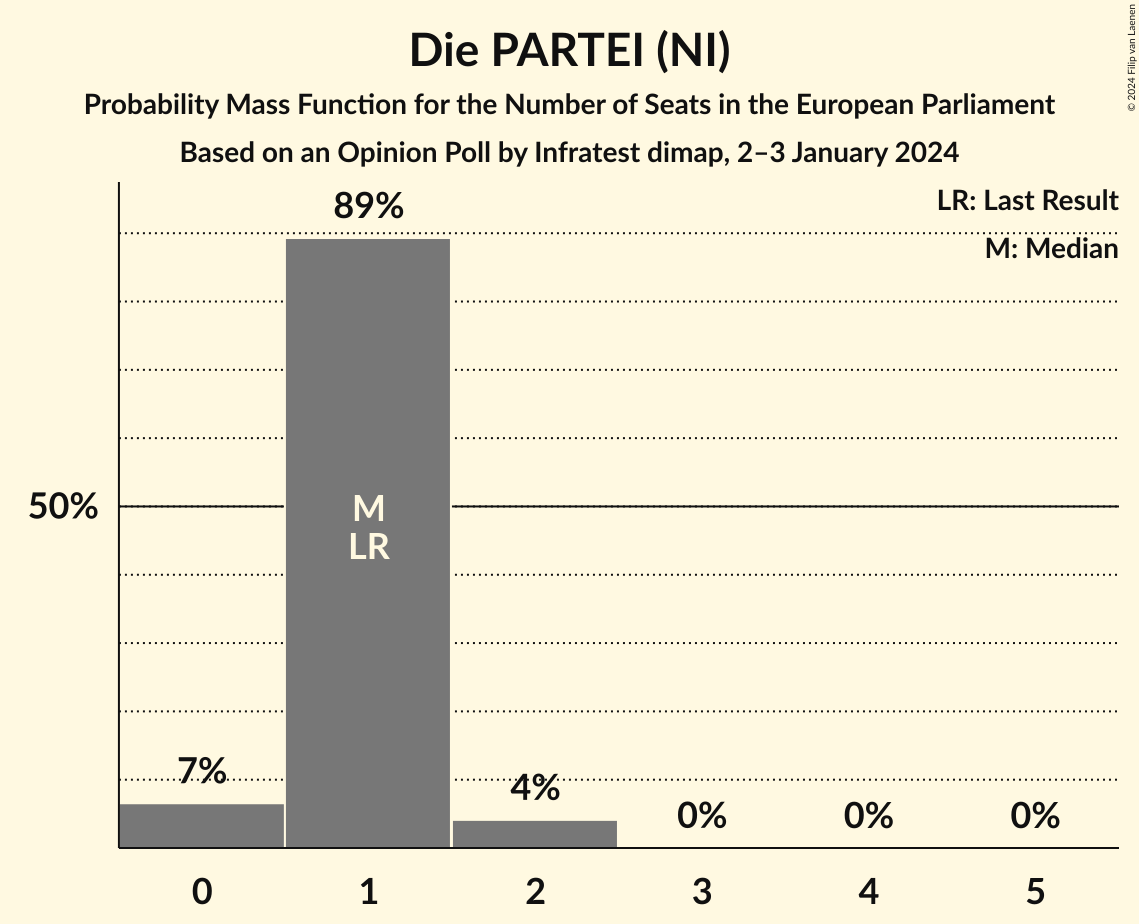 Die PARTEI (NI)
Probability Mass Function for the Number of Seats in the European Parliament
Based on an Opinion Poll by Infratest dimap, 2–3 January 2024
© 2024 Filip van Laenen
LR: Last Result
M: Median
89%
50%
M
LR
7%
4%
0%
0%
0%
0
1
2
3
4
5